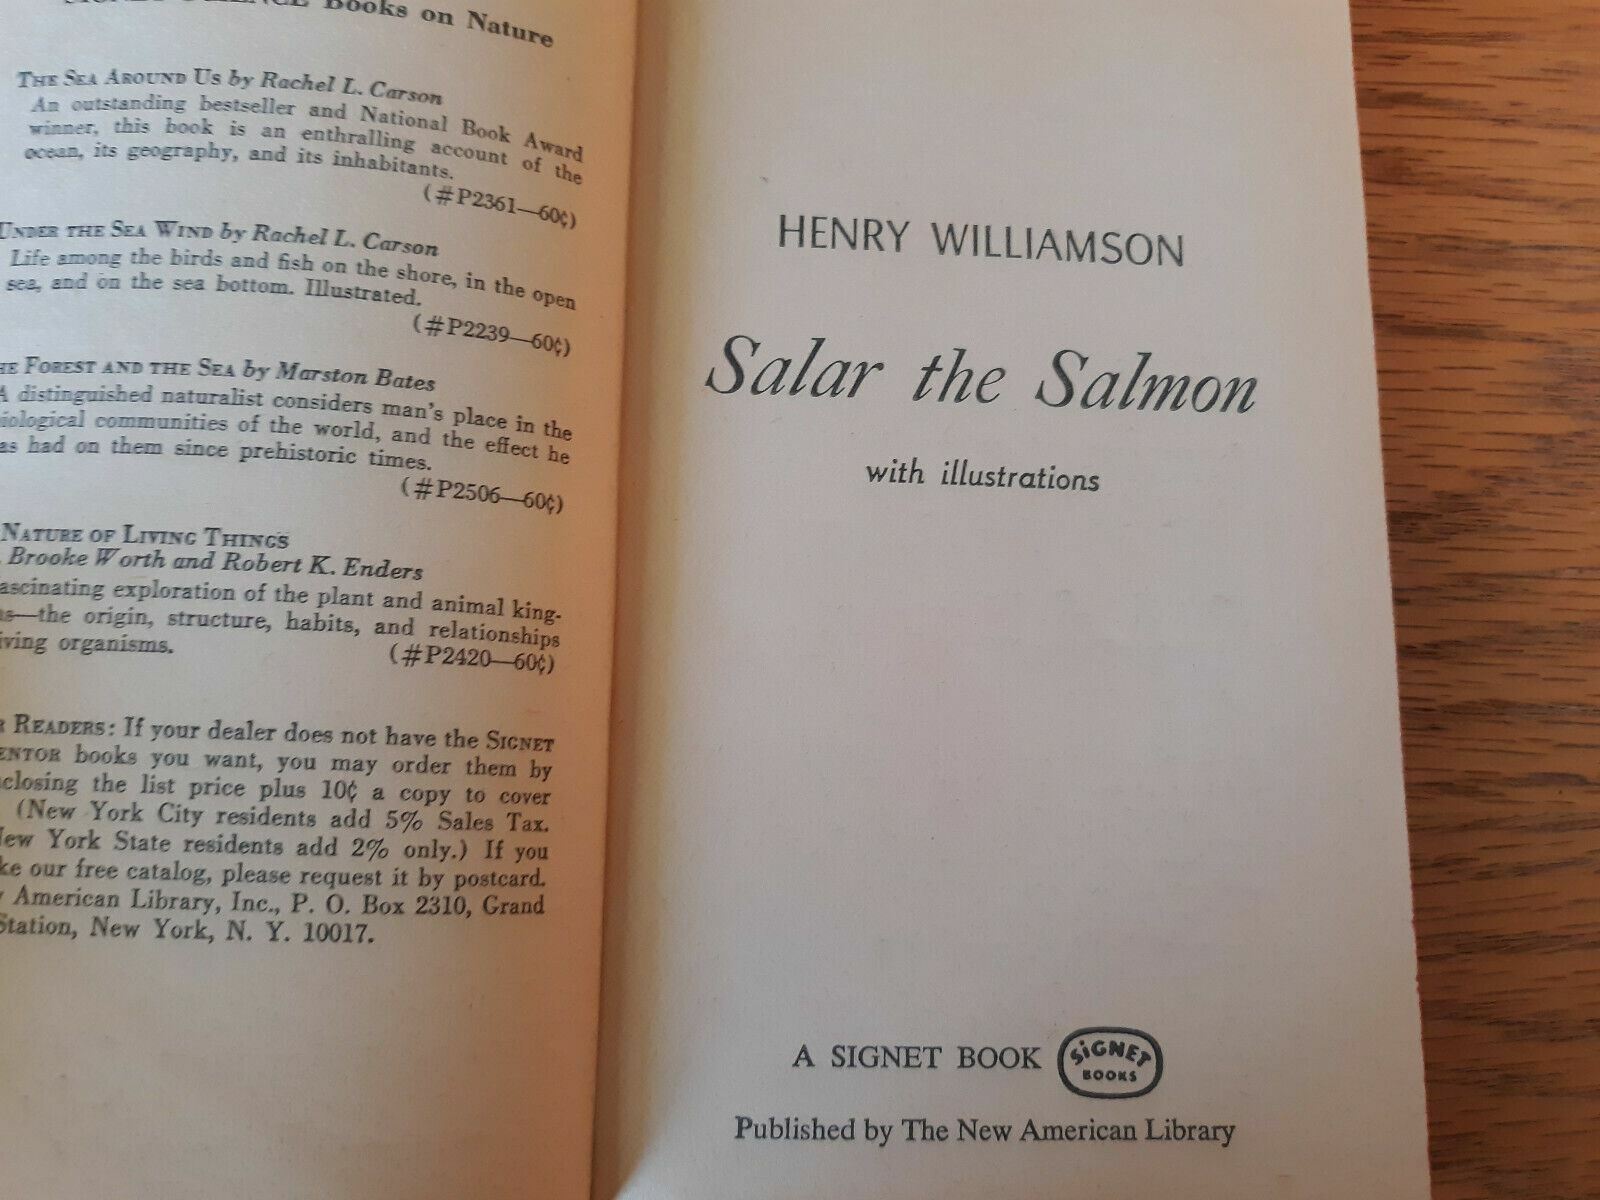 Books on Nature
THE SEA AROUND US by Rachel L. Carson
An outstanding bestseller and National Book Award
winner, this book is an enthralling account of the
ocean, its geography, and its inhabitants.
(#P2361—60¢)
UNDER THE SEA WIND by Rachel L. Carson
Life among the birds and fish on the shore, in the open
sea, and on the sea bottom. Illustrated.
(#P2239—60¢)
FOREST AND THE SEA by Marston Bates
A distinguished naturalist considers man's place in the
communities of the world, and the effect he
had on them since prehistoric times.
(#P2506—60¢)
NATURE OF LIVING THINGS
Brooke Worth and Robert K. Enders
exploration of the plant and animal king-
the origin, structure, habits, and relationships
organisms. (#P2420—60¢)
READERS: If your dealer does not have the SIGNET
books you want, you may order them by
the list price plus 10¢ a copy to cover
(New York City residents add 5% Sales Tax.
York State residents add 2% only.) If you
our free catalog, please request it by postcard.
American Library, Inc., P. O. Box 2310, Grand
Station, New York, N. Y. 10017.
HENRY WILLIAMSON
Salar the Salmon
with illustrations
A SIGNET BOOK
SIGNET
BOOKS
Published by The New American Library